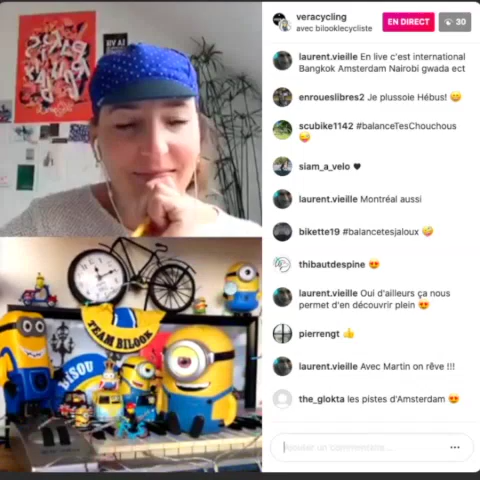 veracycling
avec bilooklecycliste
EN DIRECT
30
laurent.vieille En live c'est international
Bangkok Amsterdam Nairobi gwada ect
enroueslibres2 Je plussoie Hébus! 😄
scubike1142 #balanceTesChouchous
😝
siam_a_velo 🖤
laurent.vieille Montréal aussi
bikette19 #balancetesjaloux 🤣
thibautdespine 😍
laurent.vieille Oui d'ailleurs ça nous
permet d'en découvrir plein 😍
pierrengt 👍
laurent.vieille Avec Martin on rêve !!!
the_glokta les pistes d'Amsterdam 😍
Ajouter un commentaire...
TEAM BILOOK
BISOU